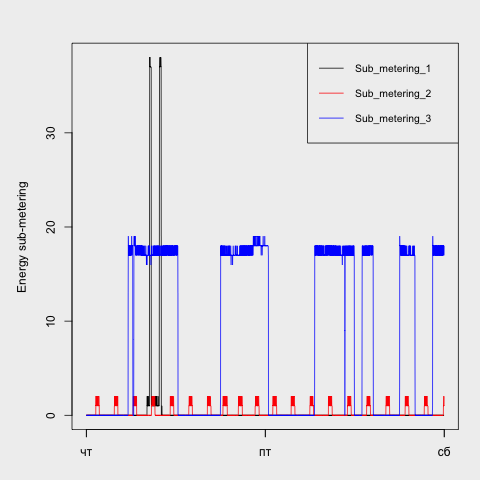 Sub_metering_1
Sub_metering_2
Sub_metering_3
Energy sub-metering
30
20
10
0
чт пт сб